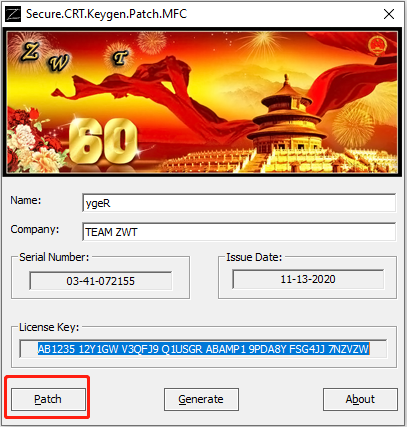 Secure.CRT.Keygen.Patch.MFC
Z W T
60
Name:
ygeR
Company:
TEAM ZWT
Serial Number:
03-41-072155
Issue Date:
11-13-2020
License Key:
AB1235 12Y1GW V3QFJ9 Q1USGR ABAMP1 9PDA8Y FSG4JJ 7NZVZW
Patch
Generate
About